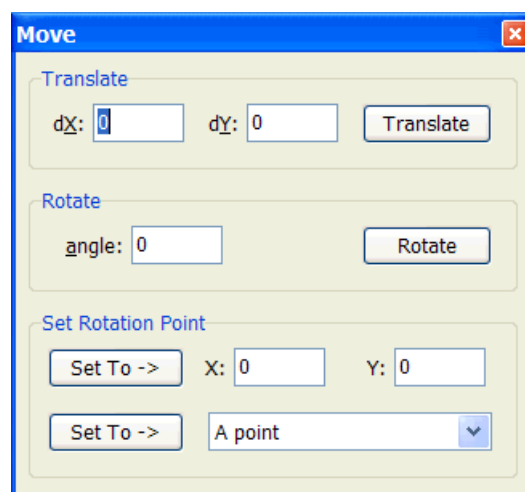 Move
Translate
dX: 0 dY: 0 Translate
Rotate
angle: 0 Rotate
Set Rotation Point
Set To -> X: 0 Y: 0
Set To -> A point